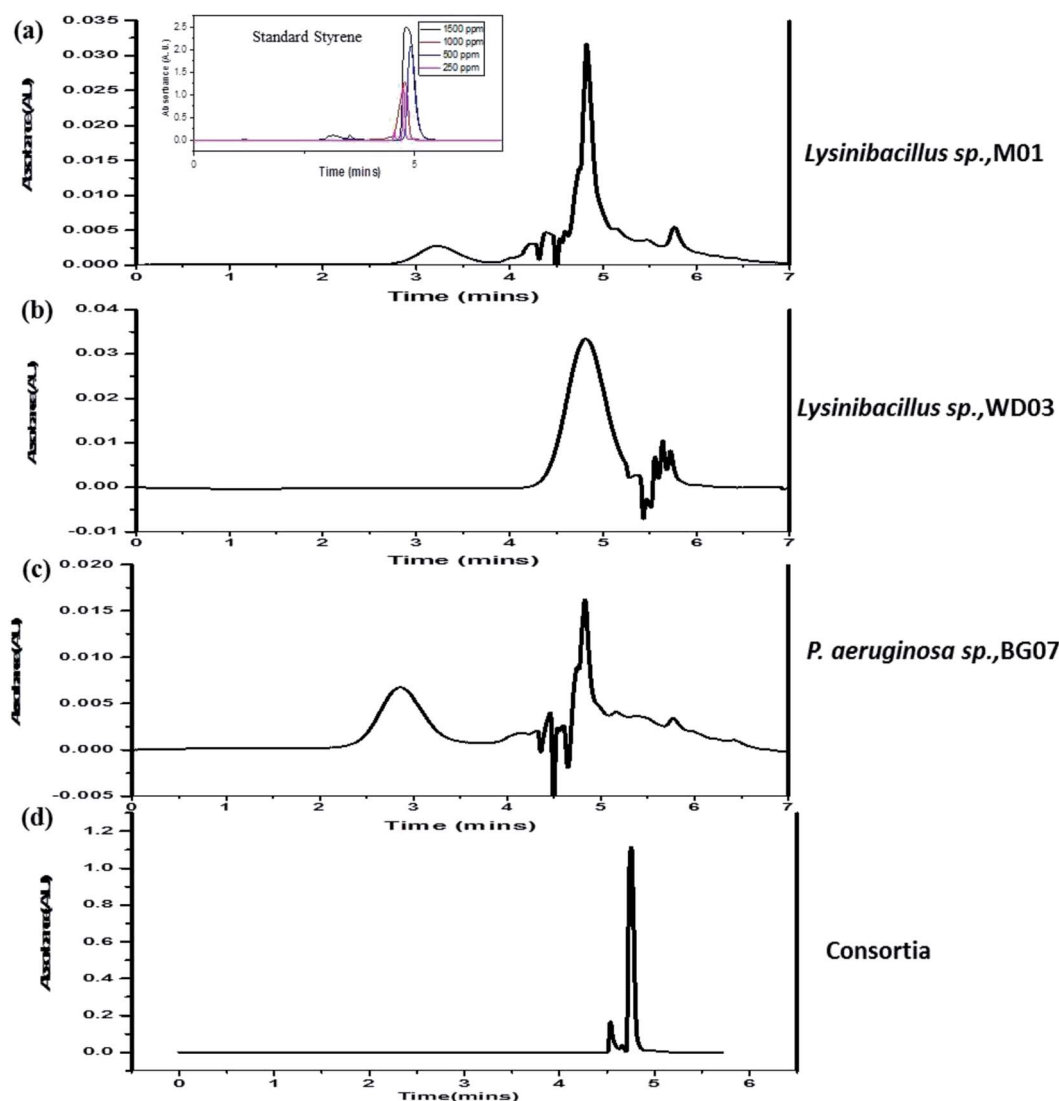 (a)
Standard Styrene
1500 ppm
1000 ppm
500 ppm
250 ppm
Absorbance (A.U.)
2.5
2.0
1.5
1.0
0.5
0.0
0 5
Time (mins)
0.035
0.030
0.025
0.020
0.015
0.010
0.005
0.000
0 1 2 3 4 5 6 7
Time (mins)
Lysinibacillus sp.,M01
(b)
0.04
0.03
0.02
0.01
0.00
-0.01
0 1 2 3 4 5 6 7
Time (mins)
Lysinibacillus sp.,WD03
(c)
0.020
0.015
0.010
0.005
0.000
-0.005
0 1 2 3 4 5 6 7
Time (mins)
P. aeruginosa sp.,BG07
(d)
1.2
1.0
0.8
0.6
0.4
0.2
0.0
0 1 2 3 4 5 6
Time(mins)
Consortia